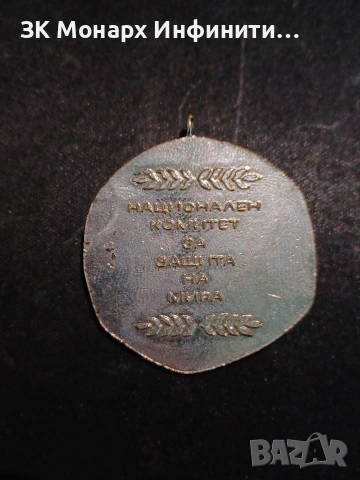 ЗК Монарх Инфинити...
НАЦИОНАЛЕН
КОМИТЕТ
ЗА
ЗАЩИТА
НА
МИРА
BAZAR